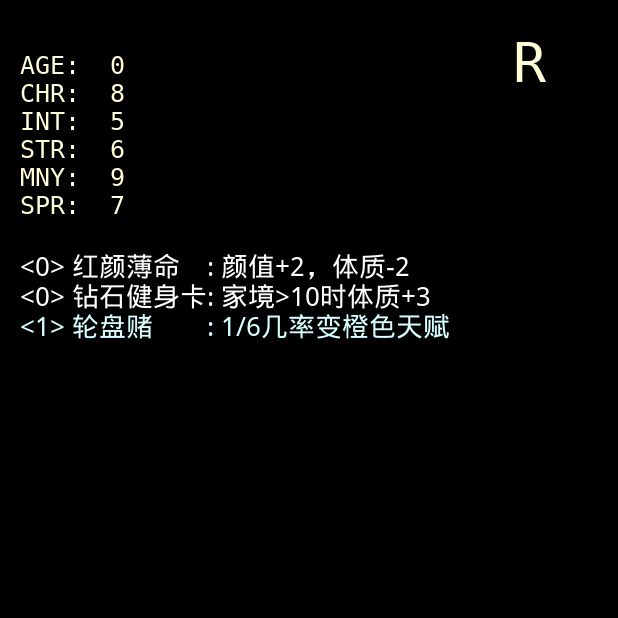 R
AGE: 0
CHR: 8
INT: 5
STR: 6
MNY: 9
SPR: 7
<0> 红颜薄命 : 颜值+2，体质-2
<0> 钻石健身卡: 家境>10时体质+3
<1> 轮盘赌 : 1/6几率变橙色天赋